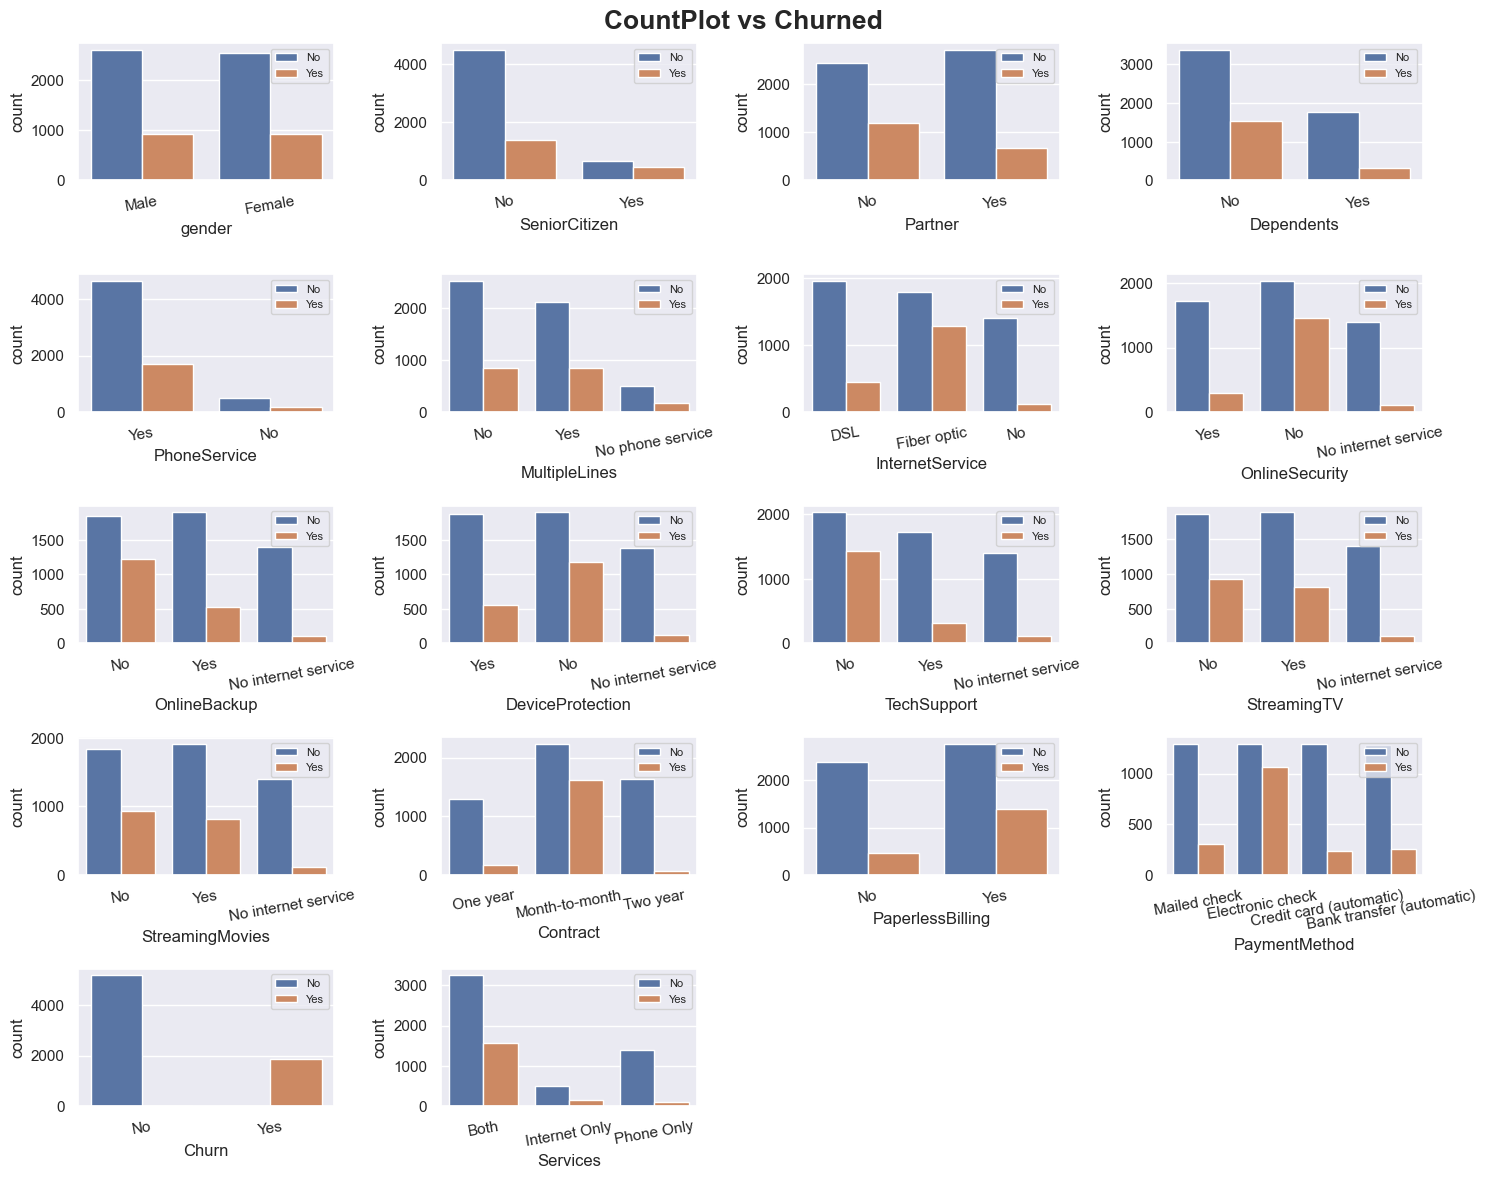 CountPlot vs Churned
count
2000
1000
0
No
Yes
Male
Female
gender
count
4000
2000
0
No
Yes
No
Yes
SeniorCitizen
count
2000
1000
0
No
Yes
No
Yes
Partner
count
3000
2000
1000
0
No
Yes
No
Yes
Dependents
count
4000
2000
0
No
Yes
Yes
No
PhoneService
count
2000
1000
0
No
Yes
No
Yes
No phone service
MultipleLines
count
2000
1000
0
No
Yes
DSL
Fiber optic
No
InternetService
count
2000
1000
0
No
Yes
Yes
No
No internet service
OnlineSecurity
count
1500
1000
500
0
No
Yes
No
Yes
No internet service
OnlineBackup
count
1500
1000
500
0
No
Yes
Yes
No
No internet service
DeviceProtection
count
2000
1000
0
No
Yes
No
Yes
No internet service
TechSupport
count
1500
1000
500
0
No
Yes
No
Yes
No internet service
StreamingTV
count
2000
1000
0
No
Yes
No
Yes
No internet service
StreamingMovies
count
2000
1000
0
No
Yes
One year
Month-to-month
Two year
Contract
count
2000
1000
0
No
Yes
No
Yes
PaperlessBilling
count
1000
500
0
No
Yes
Mailed check
Electronic check
Credit card (automatic)
Bank transfer (automatic)
PaymentMethod
count
4000
2000
0
No
Yes
No
Yes
Churn
count
3000
2000
1000
0
No
Yes
Both
Internet Only
Phone Only
Services